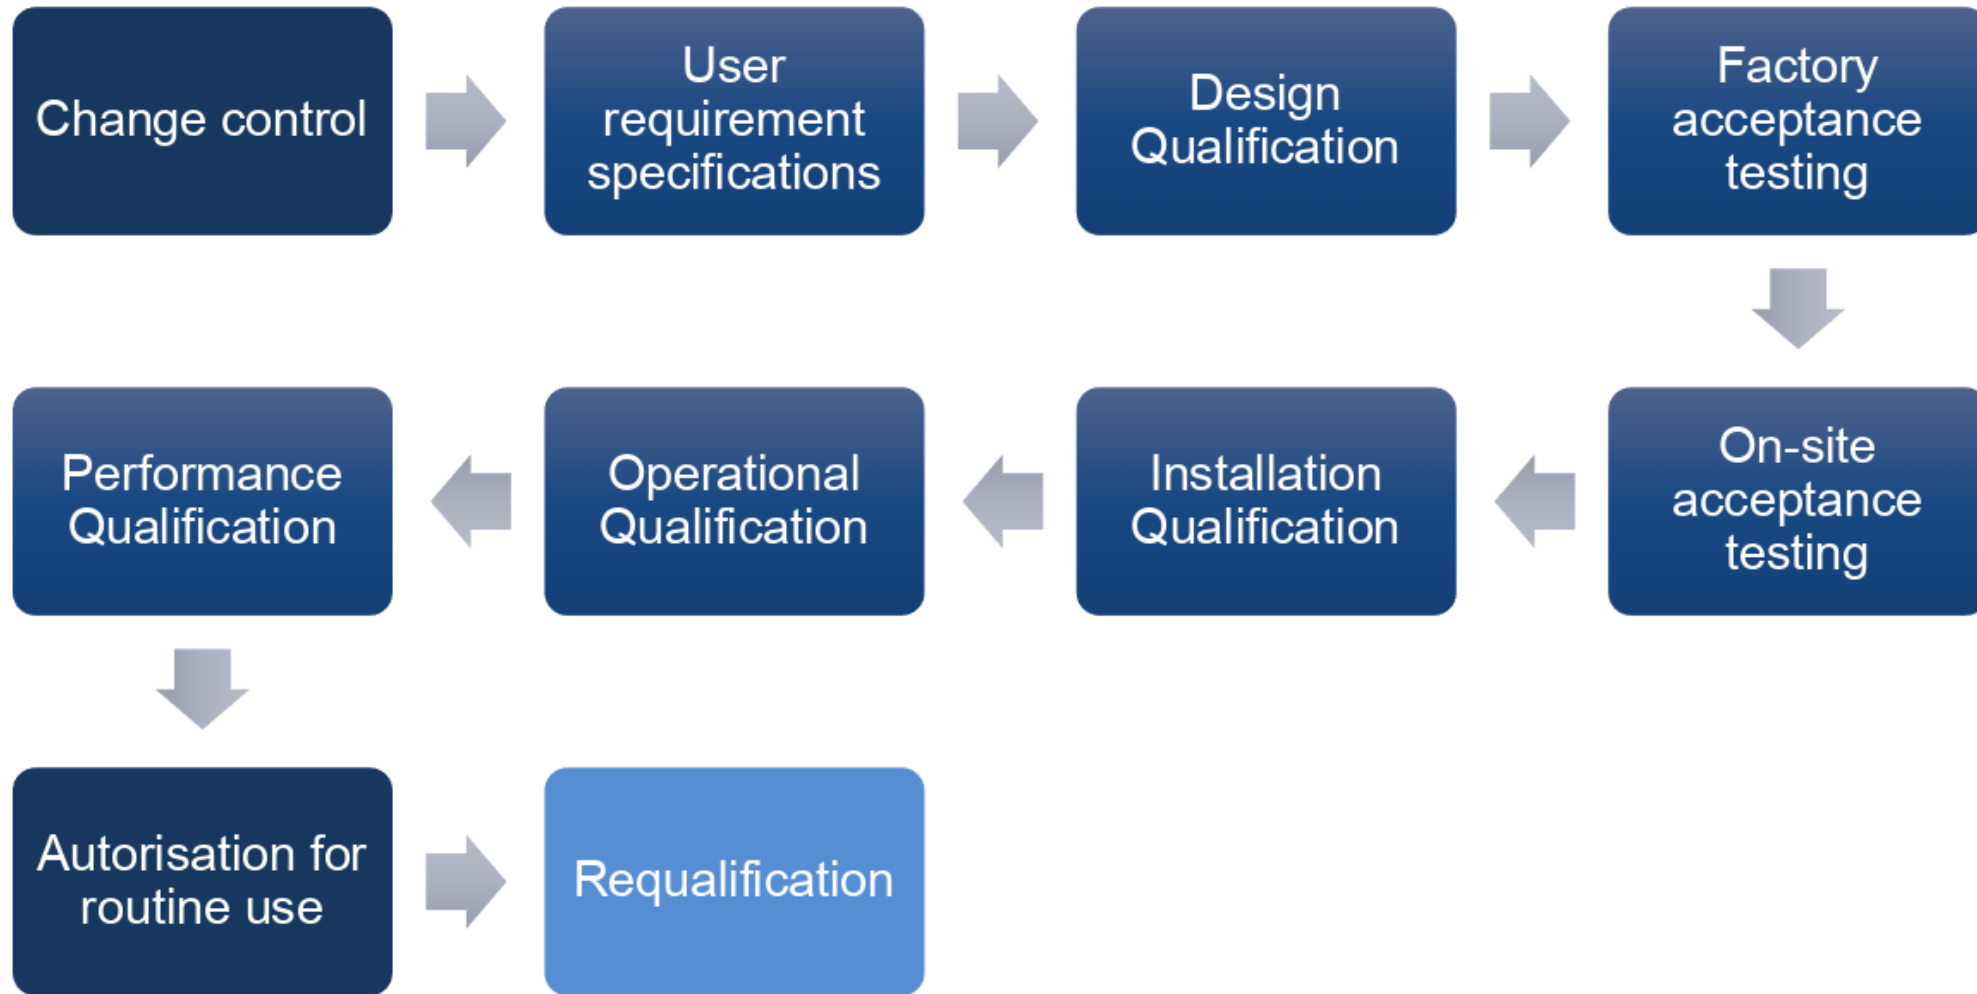 Change control
User
requirement
specifications
Design
Qualification
Factory
acceptance
testing
On-site
acceptance
testing
Installation
Qualification
Operational
Qualification
Performance
Qualification
Autorisation for
routine use
Requalification